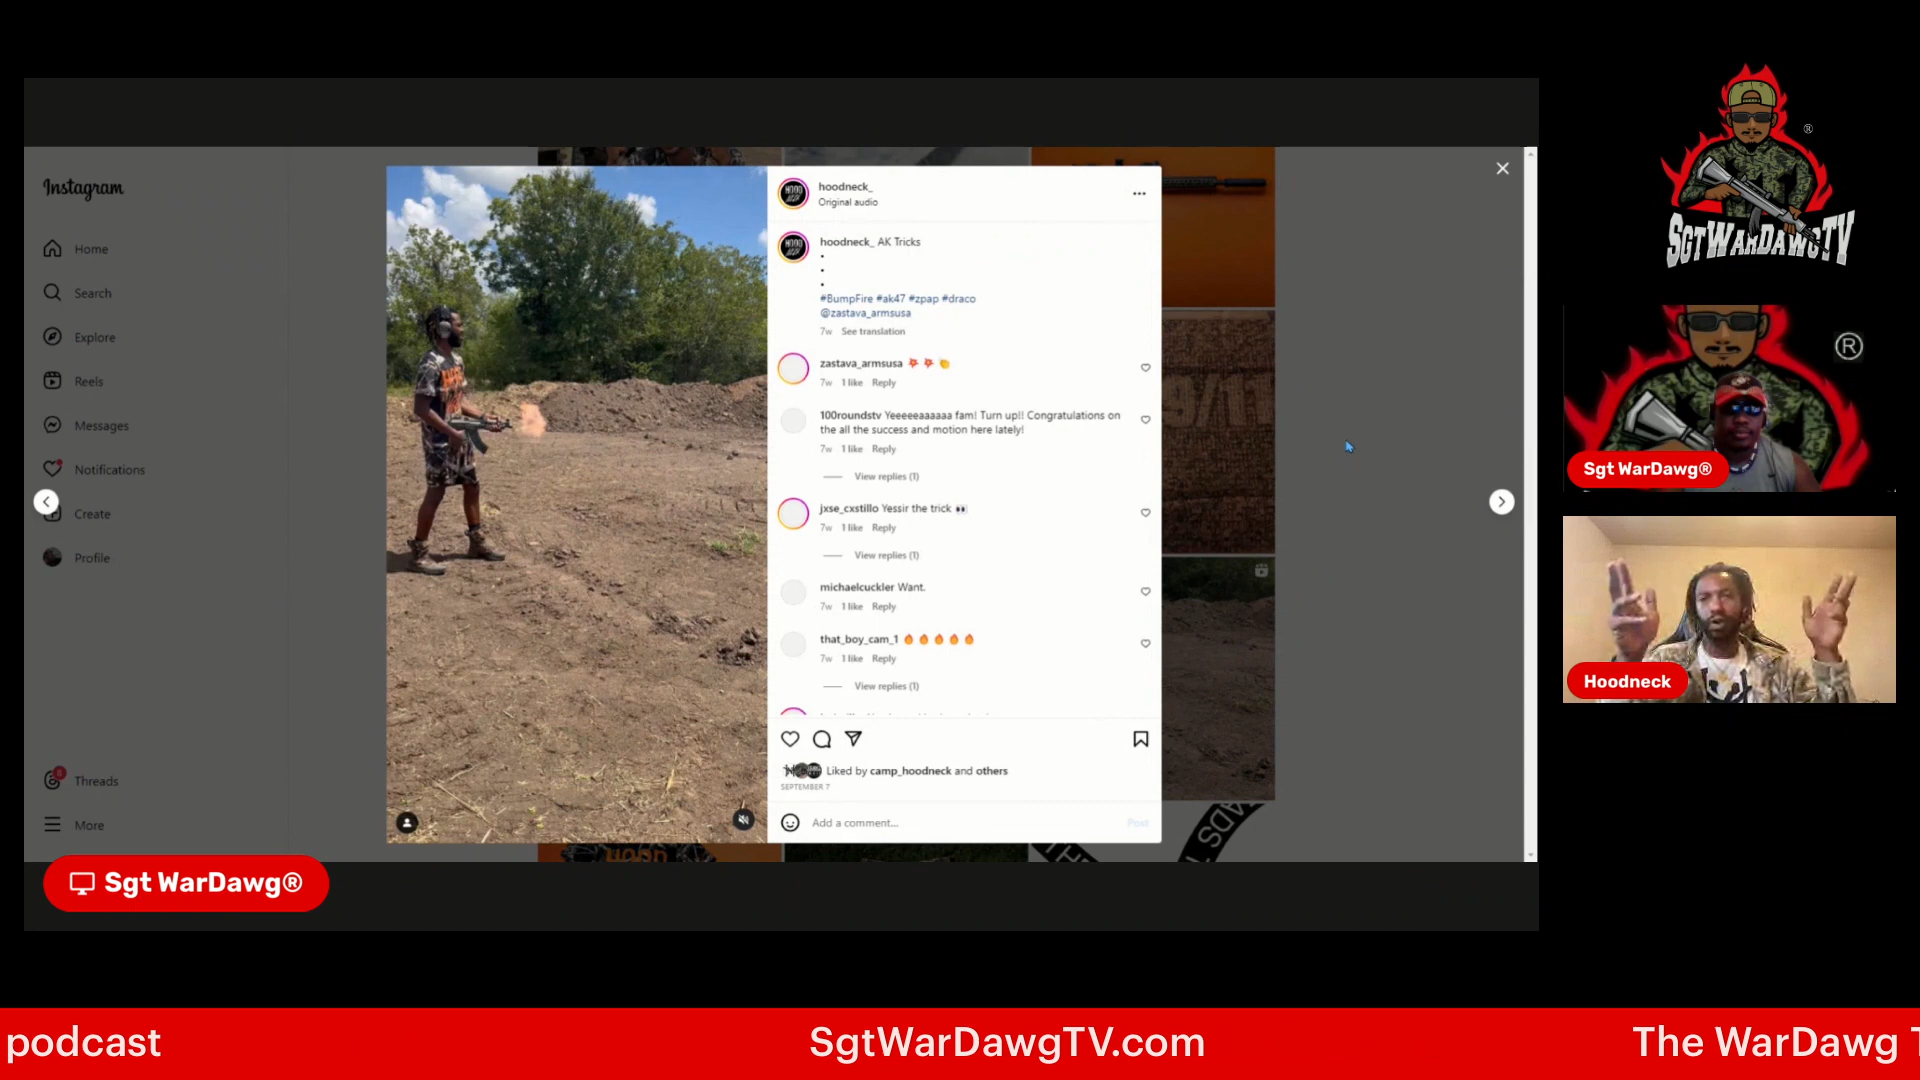 Instagram
Home
Search
Explore
Reels
Messages
Notifications
Create
Profile
Threads
More
hoodneck_
Original audio
hoodneck_ AK Tricks
•
•
•
#BumpFire #ak47 #zpap #draco
@zastava_armsusa
7w See translation
zastava_armsusa 💥 💥 👏
7w 1 like Reply
100roundstv Yeeeeeaaaaaa fam! Turn up!! Congratulations on
the all the success and motion here lately!
7w 1 like Reply
View replies (1)
jxse_cxstillo Yessir the trick 👀
7w 1 like Reply
View replies (1)
michaelcuckler Want.
7w 1 like Reply
that_boy_cam_1 🔥 🔥 🔥 🔥 🔥
7w 1 like Reply
View replies (1)
Liked by camp_hoodneck and others
SEPTEMBER 7
Add a comment...
Post
9/11
SGTWARDAWGTV
®
®
Sgt WarDawg®
Hoodneck
Sgt WarDawg®
podcast
SgtWarDawgTV.com
The WarDawg T